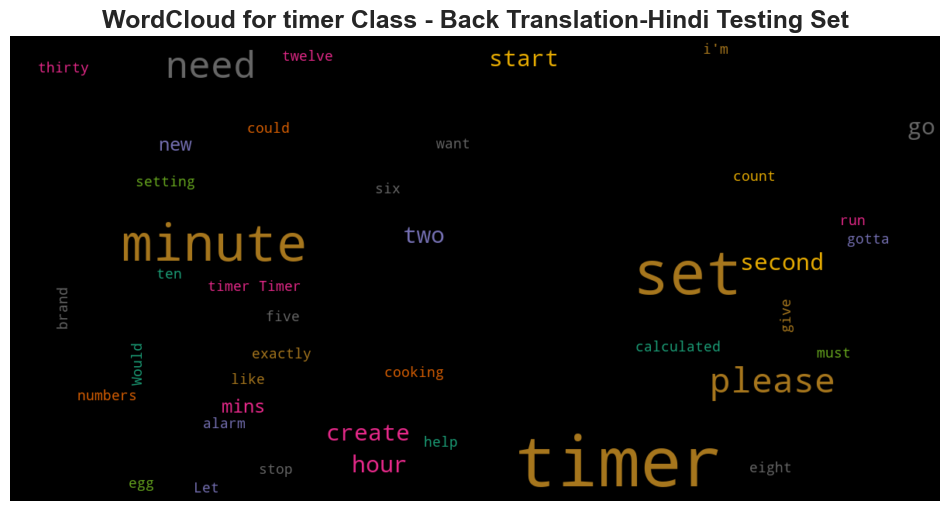 WordCloud for timer Class - Back Translation-Hindi Testing Set
thirty
need
twelve
start
i'm
could
new
want
go
setting
six
count
minute
two
run
gotta
set
second
ten
timer Timer
brand
five
give
Would
exactly
calculated
must
like
cooking
please
numbers
mins
alarm
create
help
hour
timer
stop
eight
egg
Let